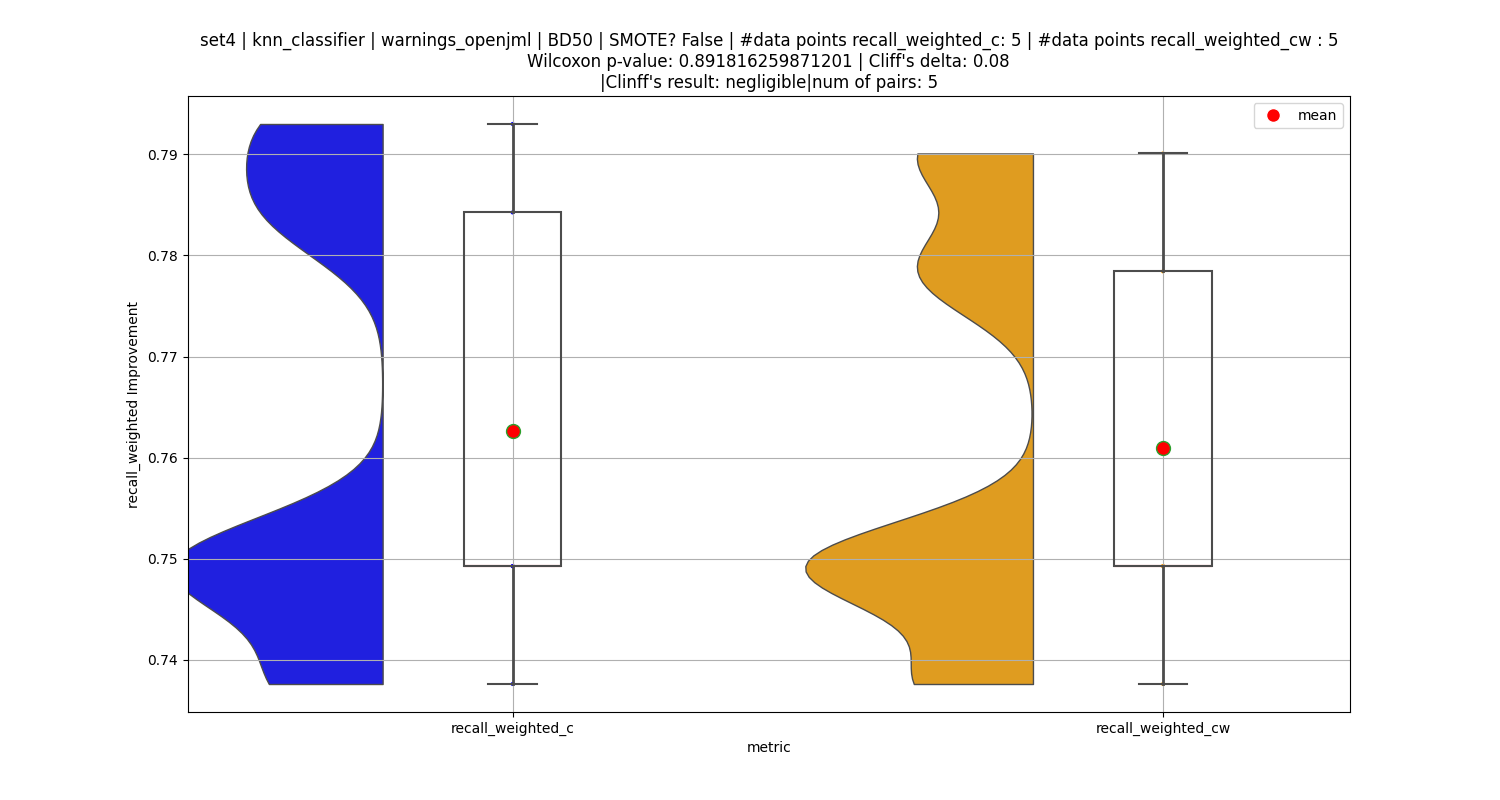 set4 | knn_classifier | warnings_openjml | BD50 | SMOTE? False | #data points recall_weighted_c: 5 | #data points recall_weighted_cw : 5
Wilcoxon p-value: 0.891816259871201 | Cliff's delta: 0.08
|Clinff's result: negligible|num of pairs: 5
mean
0.79
0.78
0.77
0.76
0.75
0.74
recall_weighted Improvement
recall_weighted_c
recall_weighted_cw
metric